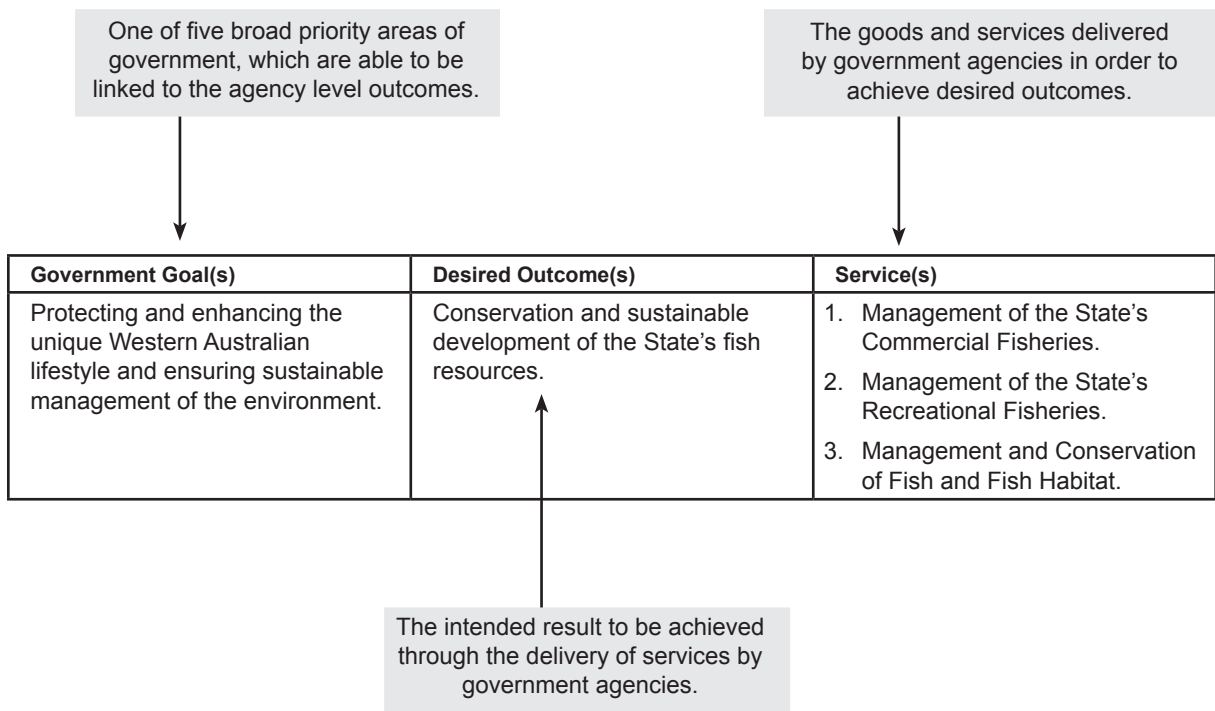 One of five broad priority areas of
government, which are able to be
linked to the agency level outcomes.
The goods and services delivered
by government agencies in order to
achieve desired outcomes.
Government Goal(s)
Desired Outcome(s)
Service(s)
Protecting and enhancing the
unique Western Australian
lifestyle and ensuring sustainable
management of the environment.
Conservation and sustainable
development of the State’s fish
resources.
1. Management of the State’s
Commercial Fisheries.
2. Management of the State’s
Recreational Fisheries.
3. Management and Conservation
of Fish and Fish Habitat.
The intended result to be achieved
through the delivery of services by
government agencies.